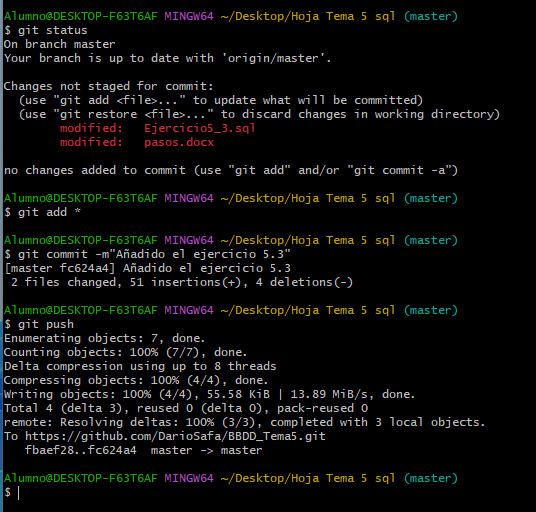 Alumno@DESKTOP-F63T6AF MINGW64 ~/Desktop/Hoja Tema 5 sql (master)
$ git status
On branch master
Your branch is up to date with 'origin/master'.
Changes not staged for commit:
  (use "git add <file>..." to update what will be committed)
  (use "git restore <file>..." to discard changes in working directory)
        modified:   Ejercicio5_3.sql
        modified:   pasos.docx
no changes added to commit (use "git add" and/or "git commit -a")
Alumno@DESKTOP-F63T6AF MINGW64 ~/Desktop/Hoja Tema 5 sql (master)
$ git add *
Alumno@DESKTOP-F63T6AF MINGW64 ~/Desktop/Hoja Tema 5 sql (master)
$ git commit -m"Añadido el ejercicio 5.3"
[master fc624a4] Añadido el ejercicio 5.3
 2 files changed, 51 insertions(+), 4 deletions(-)
Alumno@DESKTOP-F63T6AF MINGW64 ~/Desktop/Hoja Tema 5 sql (master)
$ git push
Enumerating objects: 7, done.
Counting objects: 100% (7/7), done.
Delta compression using up to 8 threads
Compressing objects: 100% (4/4), done.
Writing objects: 100% (4/4), 55.58 KiB | 13.89 MiB/s, done.
Total 4 (delta 3), reused 0 (delta 0), pack-reused 0
remote: Resolving deltas: 100% (3/3), completed with 3 local objects.
To https://github.com/DarioSafa/BBDD_Tema5.git
   fbaef28..fc624a4  master -> master
Alumno@DESKTOP-F63T6AF MINGW64 ~/Desktop/Hoja Tema 5 sql (master)
$